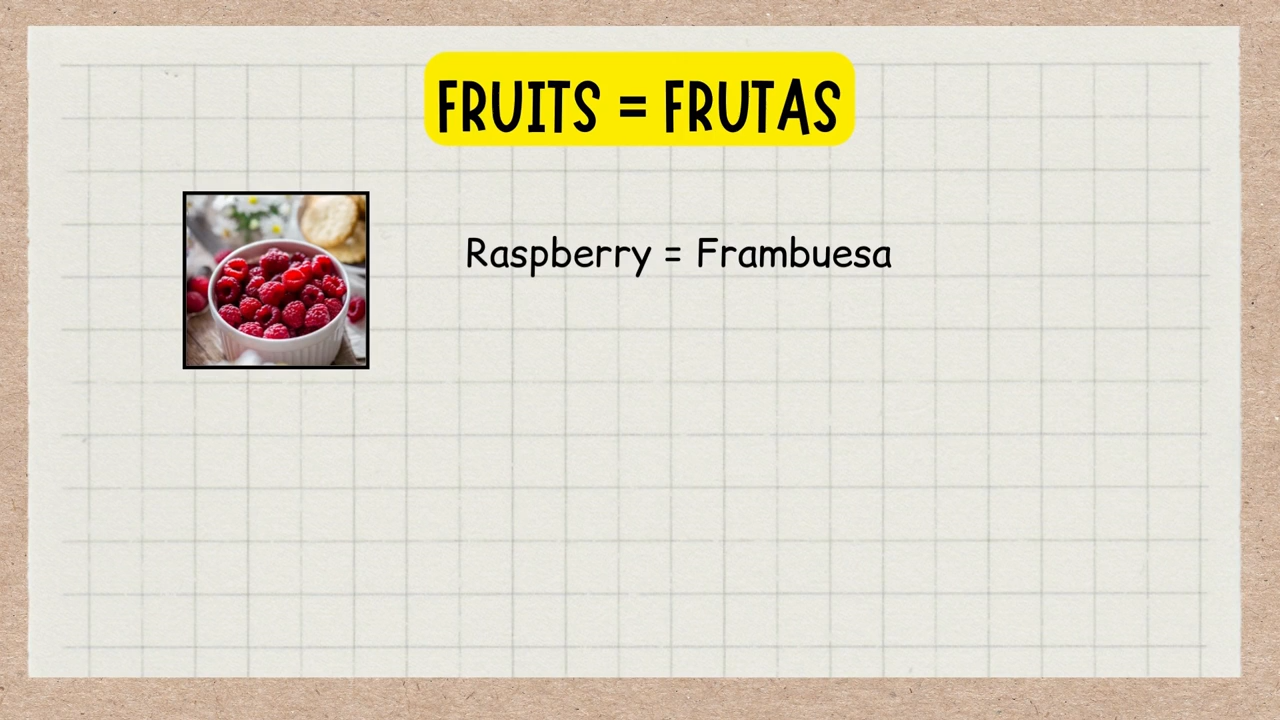 FRUITS = FRUTAS
Raspberry = Frambuesa